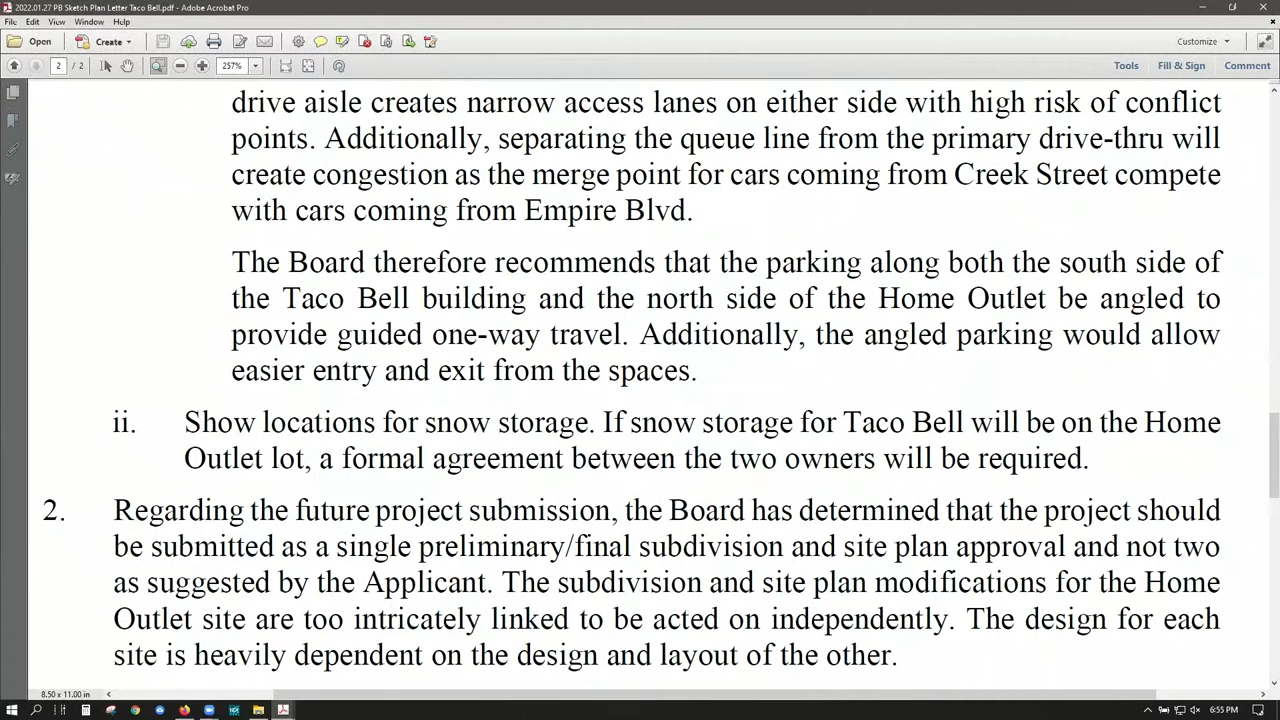 2022.01.27 PB Sketch Plan Letter Taco Bell.pdf - Adobe Acrobat Pro
File Edit View Window Help
Open Create Customize
2 / 2 257% Tools Fill & Sign Comment
drive aisle creates narrow access lanes on either side with high risk of conflict
points. Additionally, separating the queue line from the primary drive-thru will
create congestion as the merge point for cars coming from Creek Street compete
with cars coming from Empire Blvd.
The Board therefore recommends that the parking along both the south side of
the Taco Bell building and the north side of the Home Outlet be angled to
provide guided one-way travel. Additionally, the angled parking would allow
easier entry and exit from the spaces.
ii. Show locations for snow storage. If snow storage for Taco Bell will be on the Home
Outlet lot, a formal agreement between the two owners will be required.
2. Regarding the future project submission, the Board has determined that the project should
be submitted as a single preliminary/final subdivision and site plan approval and not two
as suggested by the Applicant. The subdivision and site plan modifications for the Home
Outlet site are too intricately linked to be acted on independently. The design for each
site is heavily dependent on the design and layout of the other.
8.50 x 11.00 in
6:55 PM